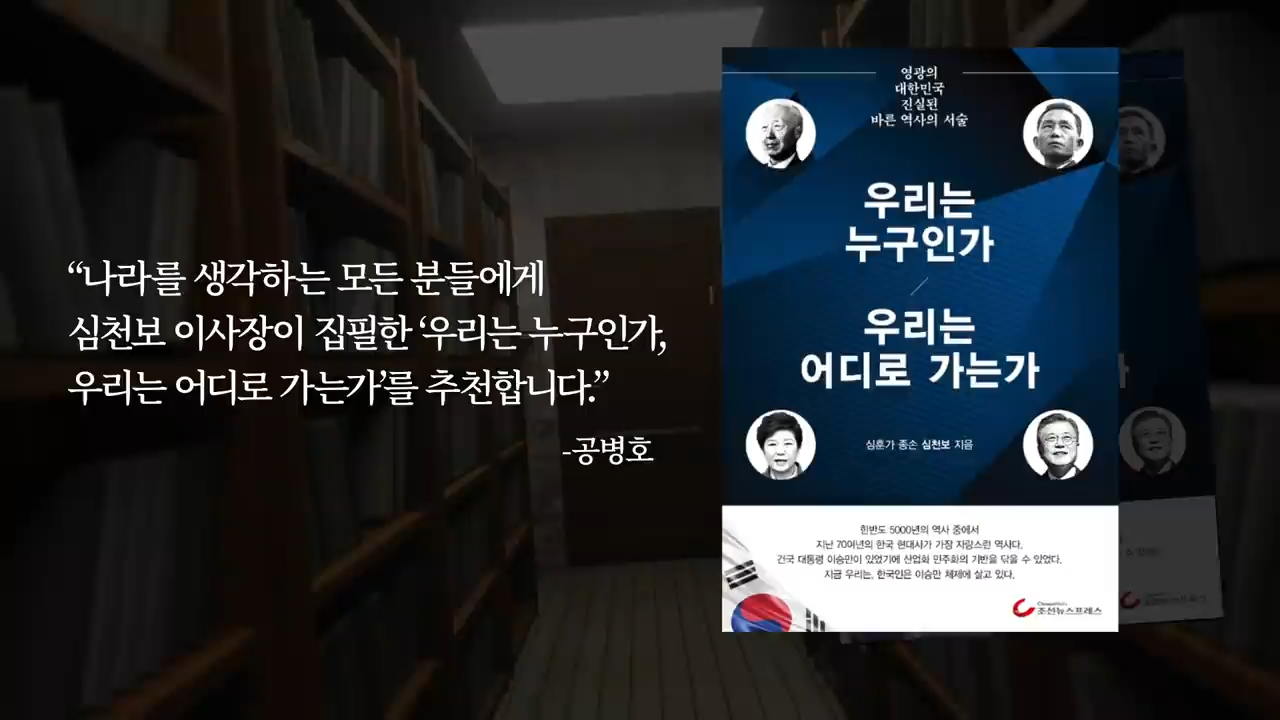 “나라를 생각하는 모든 분들에게
심천보 이사장이 집필한 ‘우리는 누구인가,
우리는 어디로 가는가’를 추천합니다.”
-공병호
영광의
대한민국
진실된
바른 역사의 서술
우리는
누구인가
우리는
어디로 가는가
심훈가 종손 심천보 지음
한반도 5000년의 역사 중에서
지난 70여년의 한국 현대사가 가장 자랑스런 역사다.
건국 대통령 이승만이 있었기에 산업화 민주화의 기반을 닦을 수 있었다.
지금 우리는, 한국인은 이승만 체제에 살고 있다.
조선뉴스프레스